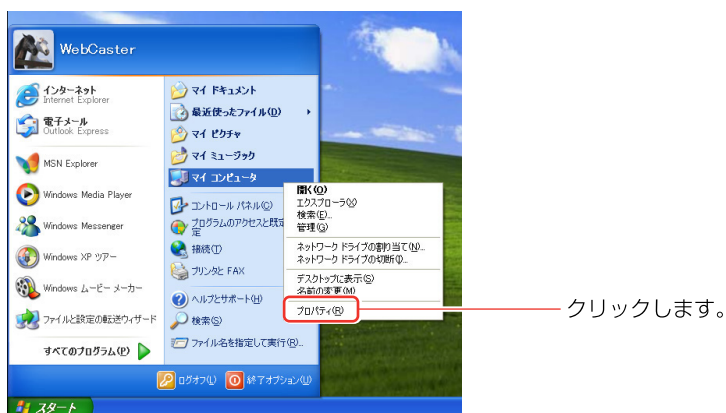 WebCaster
インターネット
Internet Explorer
電子メール
Outlook Express
MSN Explorer
Windows Media Player
Windows Messenger
Windows XP ツアー
Windows ムービー メーカー
ファイルと設定の転送ウィザード
すべてのプログラム(P)
マイ ドキュメント
最近使ったファイル(D)
マイ ピクチャ
マイ ミュージック
マイ コンピュータ
コントロール パネル(C)
プログラムのアクセスと既定
定
接続(T)
プリンタと FAX
ヘルプとサポート(H)
検索(S)
ファイル名を指定して実行(R)...
開く(O)
エクスプローラ(X)
検索(E)...
管理(G)
ネットワーク ドライブの割り当て(N)...
ネットワーク ドライブの切断(I)...
デスクトップに表示(S)
名前の変更(M)
プロパティ(R)
クリックします。
ログオフ(L)
終了オプション(U)
スタート